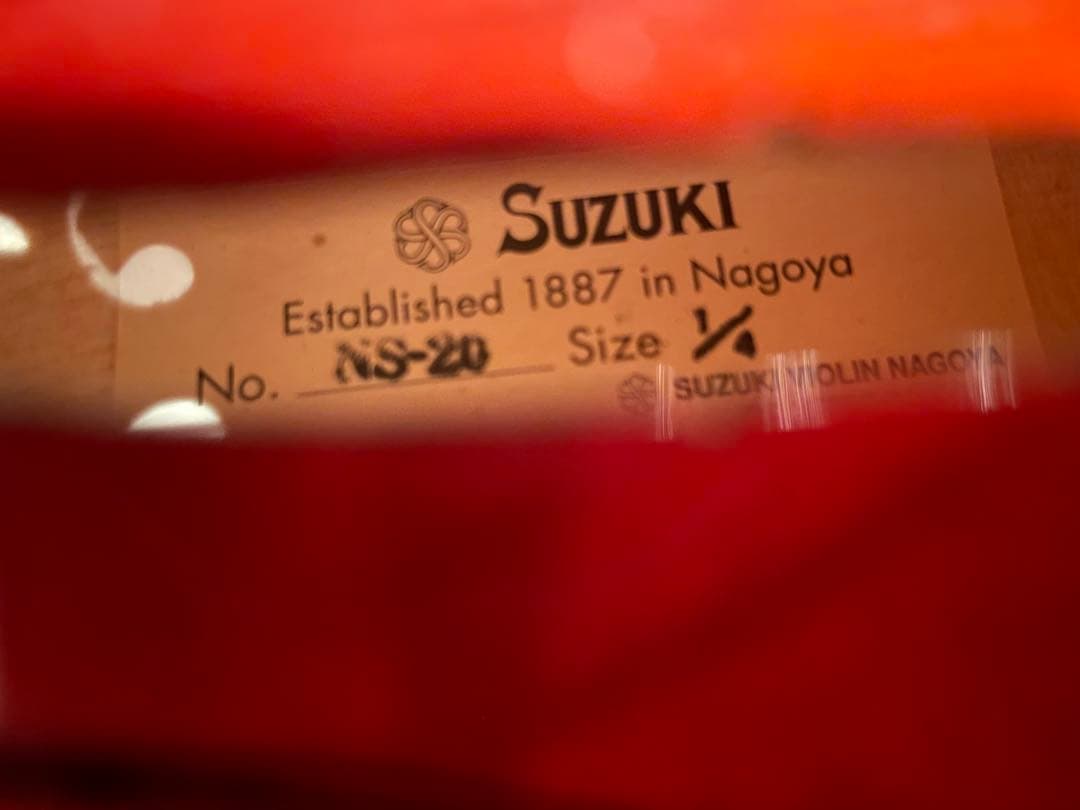 SUZUKI
Established 1887 in Nagoya
No. NS-20 Size 1/4
SUZUKI VIOLIN NAGOYA